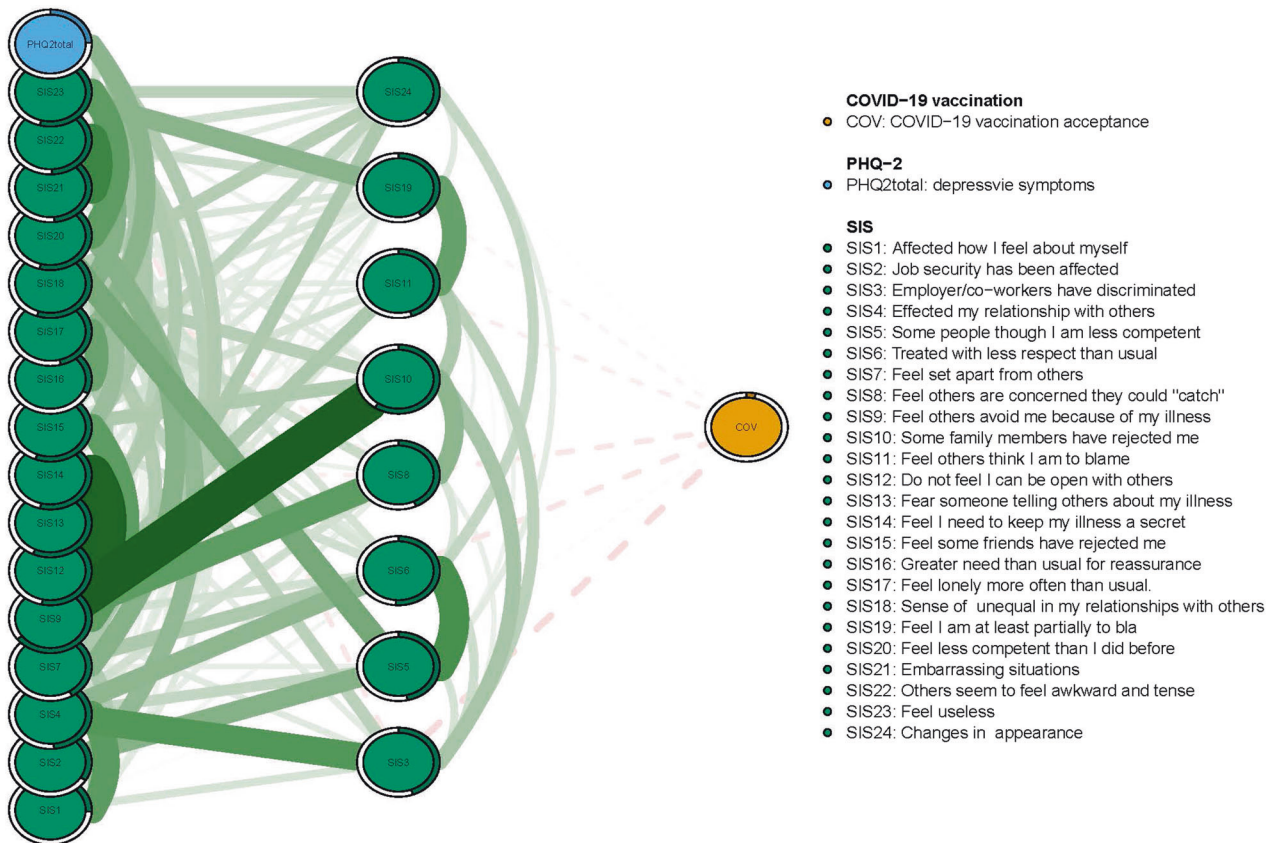 PHQ2total
SIS23
SIS22
SIS21
SIS20
SIS18
SIS17
SIS16
SIS15
SIS14
SIS13
SIS12
SIS9
SIS7
SIS4
SIS2
SIS1
SIS24
SIS19
SIS11
SIS10
SIS8
SIS6
SIS5
SIS3
COV
COVID−19 vaccination
COV: COVID−19 vaccination acceptance
PHQ−2
PHQ2total: depressvie symptoms
SIS
SIS1: Affected how I feel about myself
SIS2: Job security has been affected
SIS3: Employer/co−workers have discriminated
SIS4: Effected my relationship with others
SIS5: Some people though I am less competent
SIS6: Treated with less respect than usual
SIS7: Feel set apart from others
SIS8: Feel others are concerned they could "catch"
SIS9: Feel others avoid me because of my illness
SIS10: Some family members have rejected me
SIS11: Feel others think I am to blame
SIS12: Do not feel I can be open with others
SIS13: Fear someone telling others about my illness
SIS14: Feel I need to keep my illness a secret
SIS15: Feel some friends have rejected me
SIS16: Greater need than usual for reassurance
SIS17: Feel lonely more often than usual.
SIS18: Sense of unequal in my relationships with others
SIS19: Feel I am at least partially to bla
SIS20: Feel less competent than I did before
SIS21: Embarrassing situations
SIS22: Others seem to feel awkward and tense
SIS23: Feel useless
SIS24: Changes in appearance